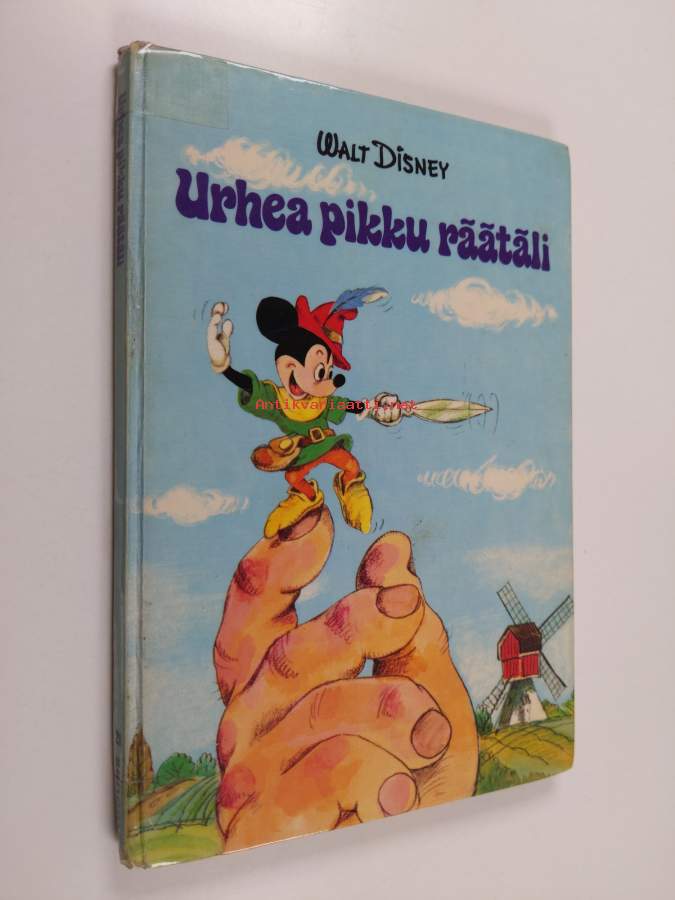 WALT DISNEY
Urhea pikku räätäli
Antikvariaatti.net